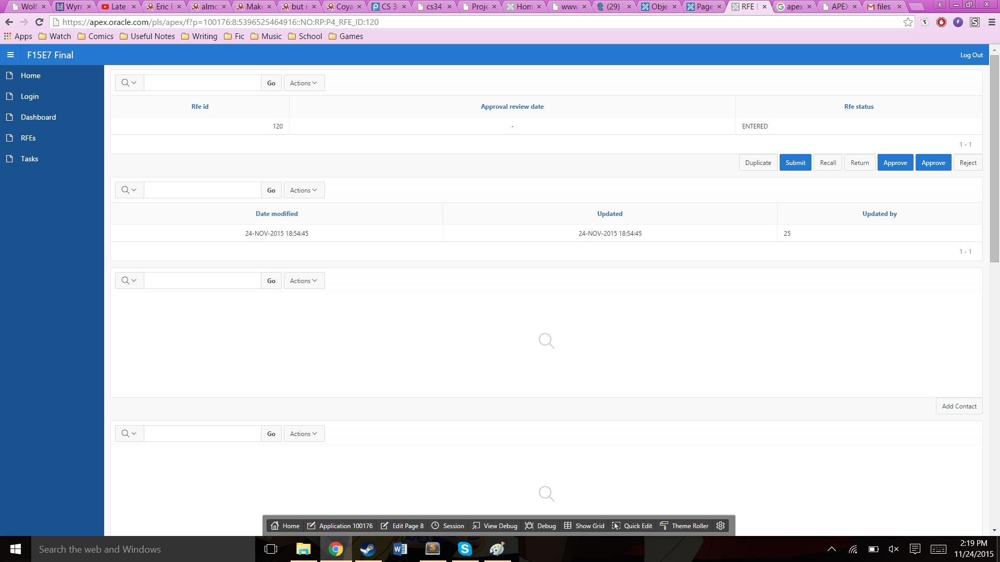 Wolf Wyrr Late Eric almo Make but Coya CS 3 cs34 Proje Hom www (29) Obje Page RFE apex APEX files
https://apex.oracle.com/pls/apex/f?p=100176:8:5396525464916::NO:RP:P4_RFE_ID:120
Apps Watch Comics Useful Notes Writing Fic Music School Games
F15E7 Final Log Out
Home
Login
Dashboard
RFEs
Tasks
Go Actions
Rfe id Approval review date Rfe status
120 - ENTERED
1 - 1
Duplicate Submit Recall Return Approve Approve Reject
Go Actions
Date modified Updated Updated by
24-NOV-2015 18:54:45 24-NOV-2015 18:54:45 25
1 - 1
Go Actions
Add Contact
Go Actions
Home Application 100176 Edit Page 8 Session View Debug Debug Show Grid Quick Edit Theme Roller
Search the web and Windows
2:19 PM
11/24/2015